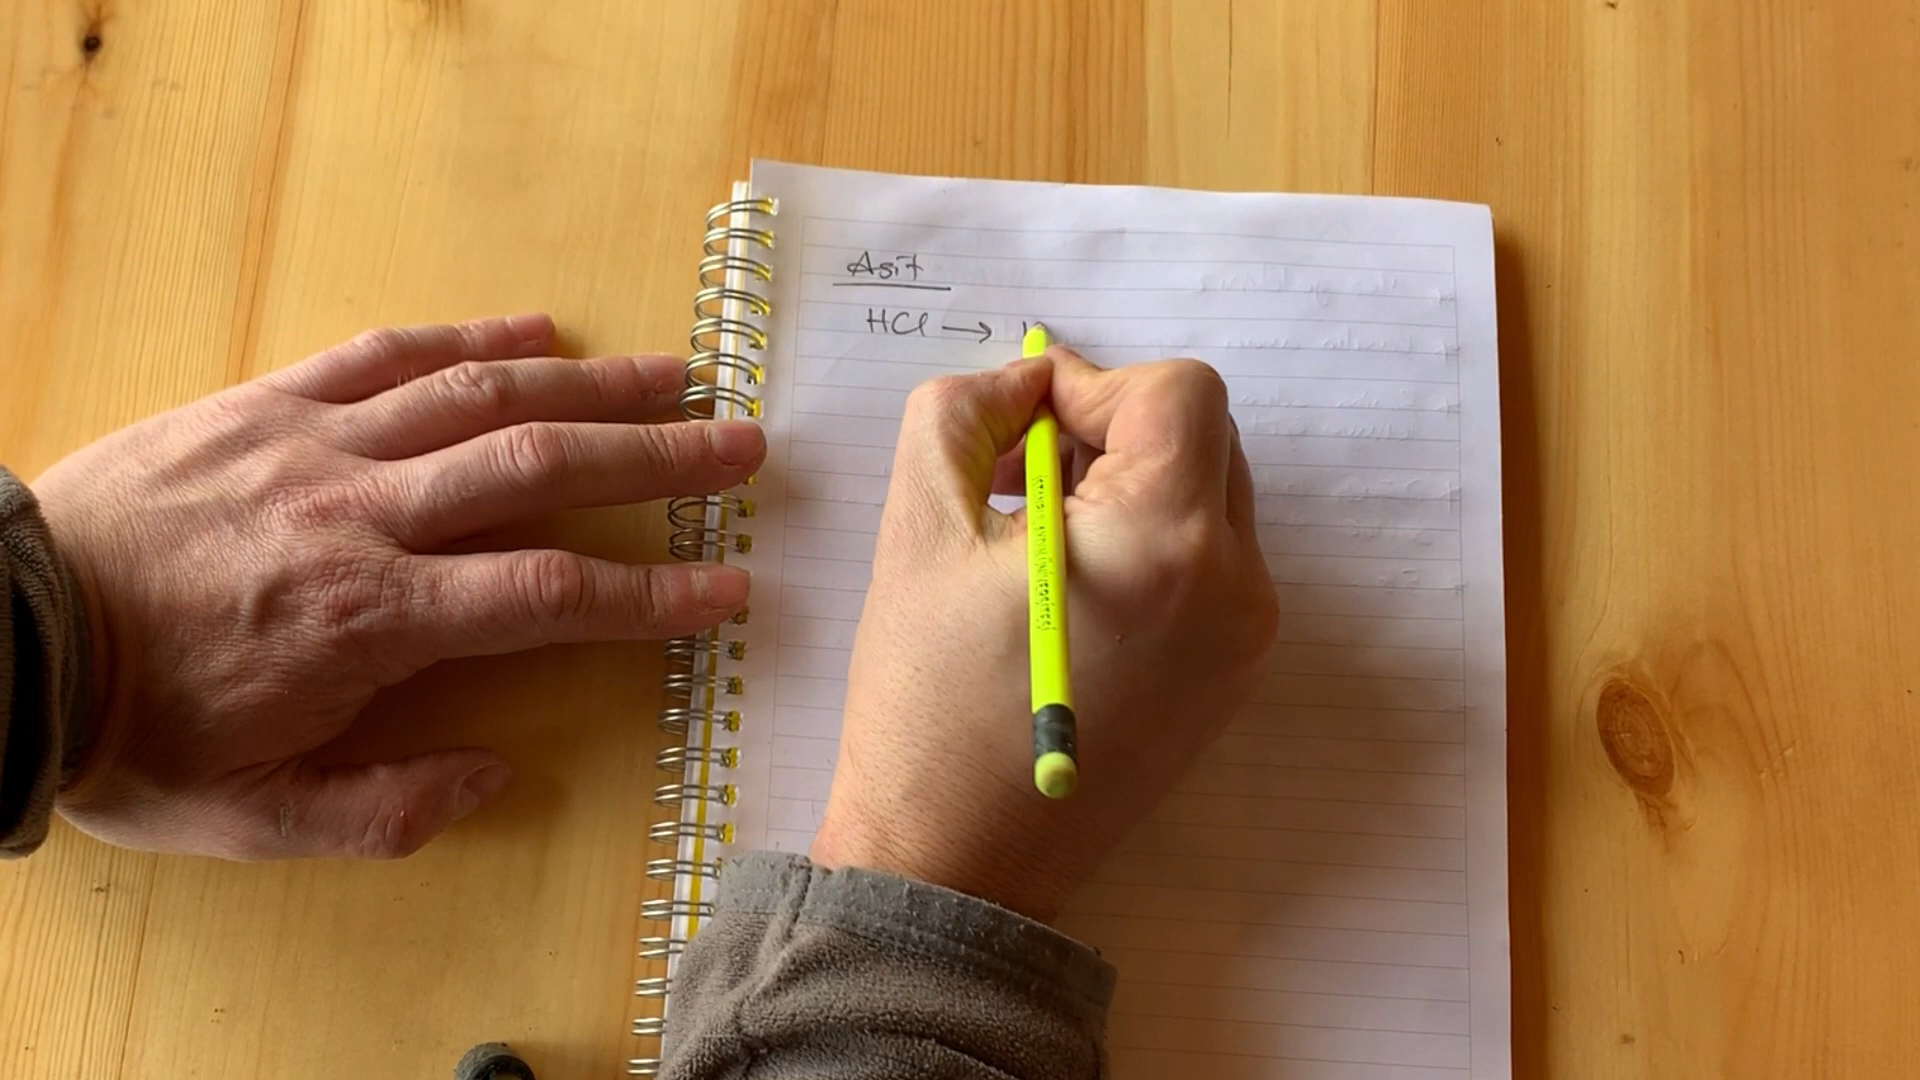 Asit
HCl →